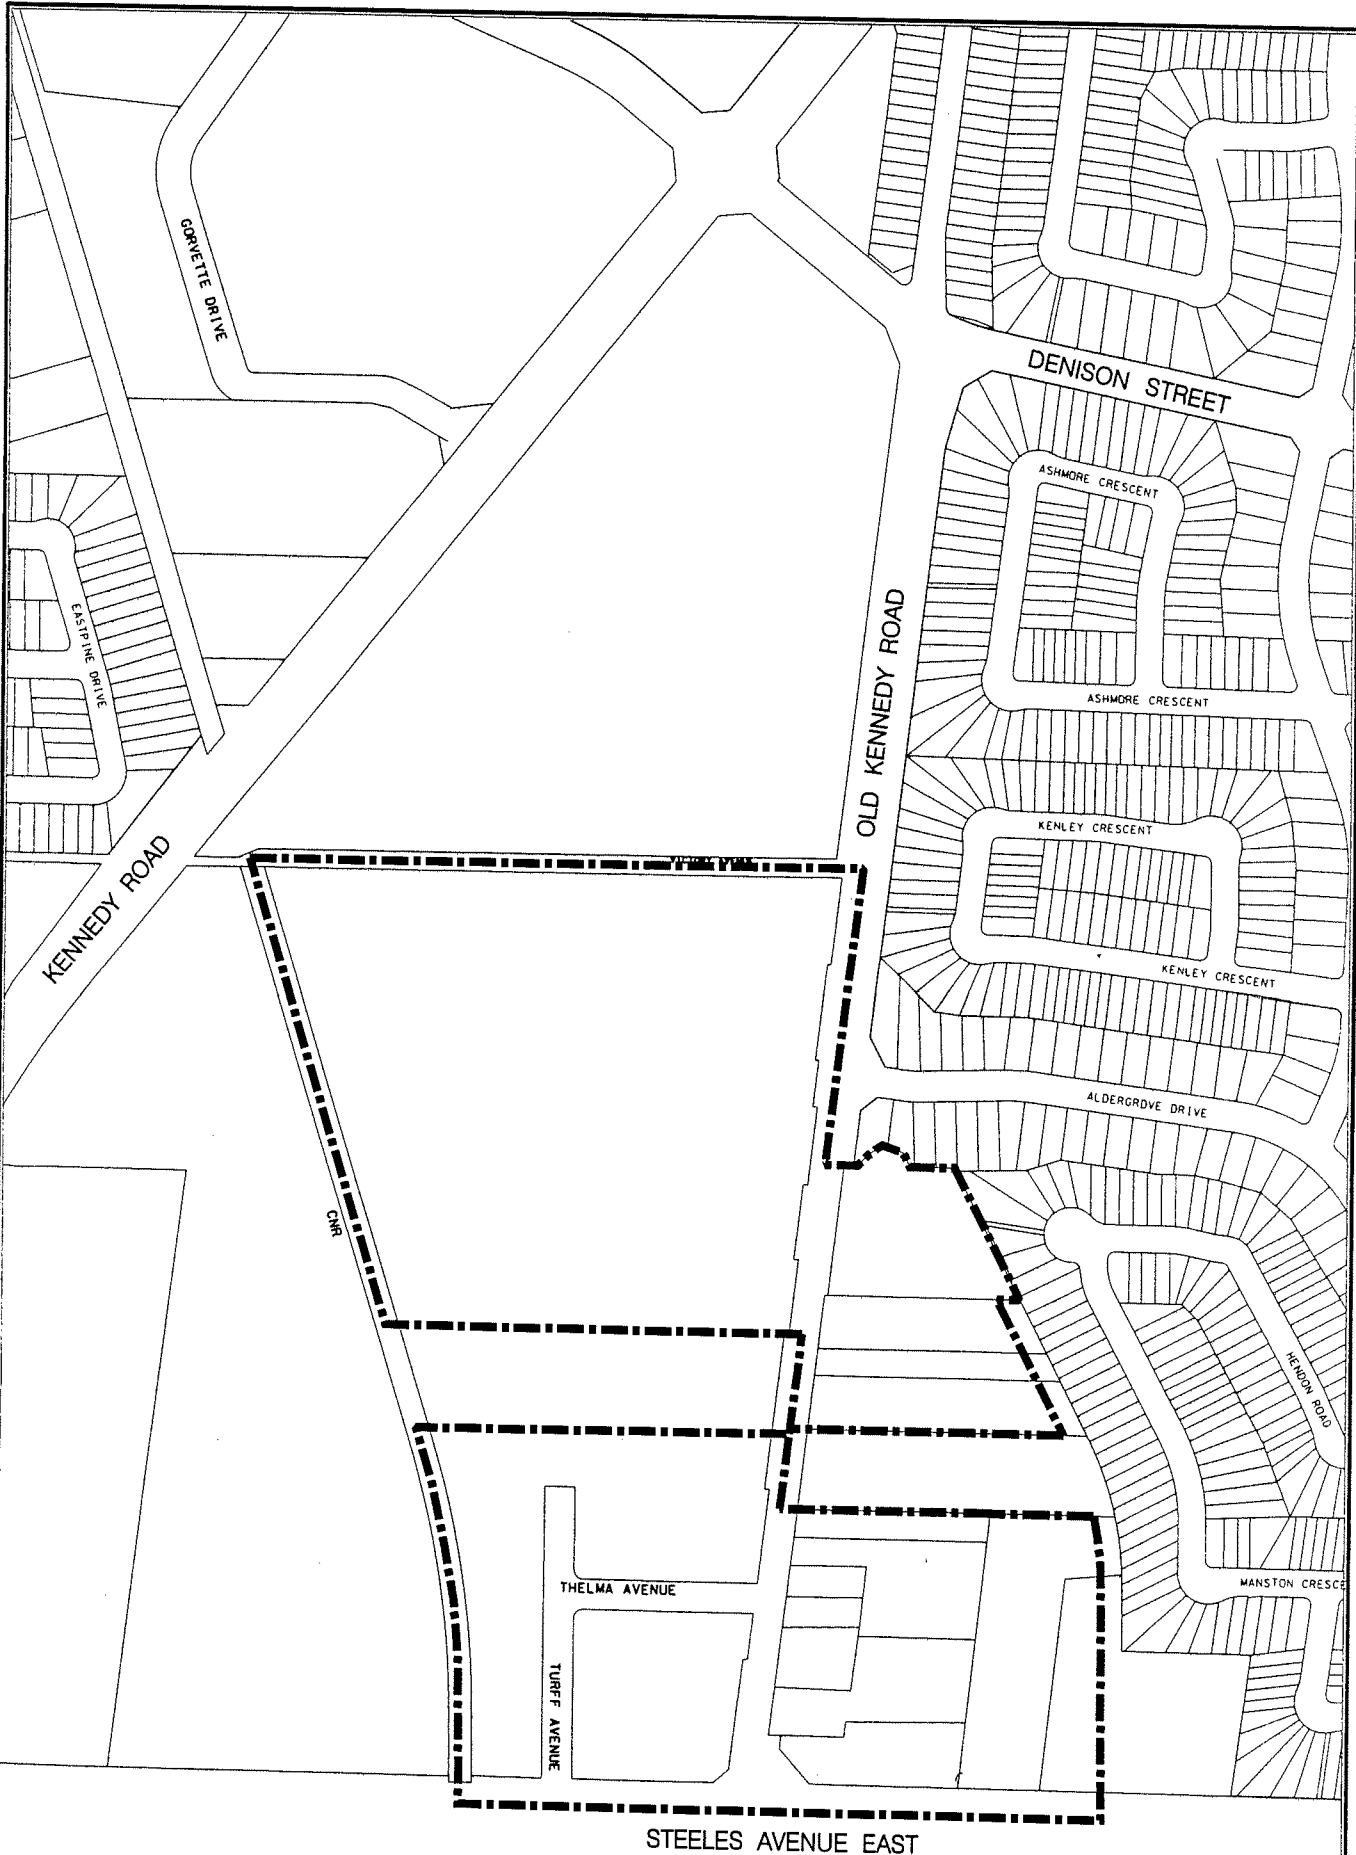 GORVETTE DRIVE
DENISON STREET
ASHMORE CRESCENT
EASTPINE DRIVE
OLD KENNEDY ROAD
ASHMORE CRESCENT
KENLEY CRESCENT
KENNEDY ROAD
KENLEY CRESCENT
ALDERGROVE DRIVE
CNR
HENDON ROAD
THELMA AVENUE
MANSTON CRESCE
TURFF AVENUE
STEELES AVENUE EAST